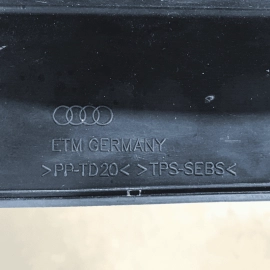 ETM GERMANY
>PP-TD20< >TPS-SEBS<